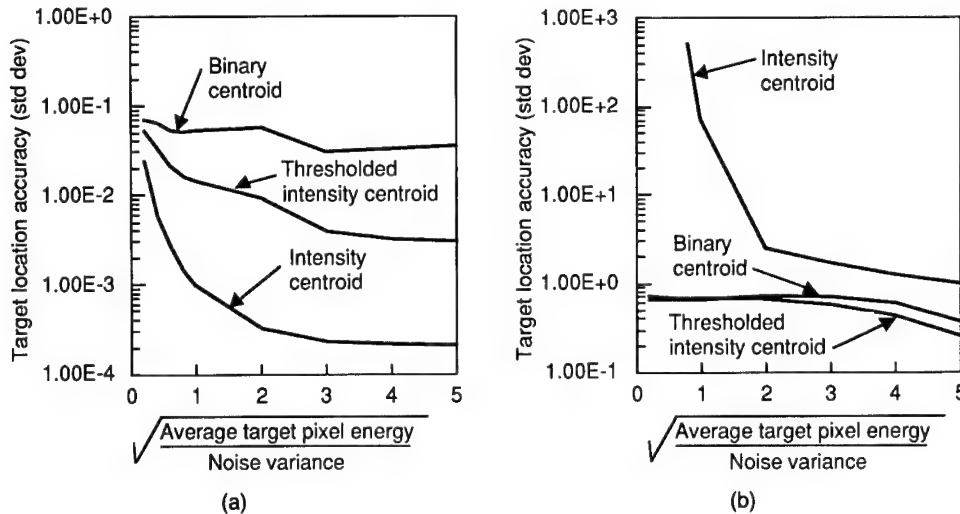 Target location accuracy (std dev)
1.00E+0
1.00E-1
1.00E-2
1.00E-3
1.00E-4
Binary
centroid
Thresholded
intensity centroid
Intensity
centroid
0 1 2 3 4 5
√ Average target pixel energy
Noise variance
(a)
Target location accuracy (std dev)
1.00E+3
1.00E+2
1.00E+1
1.00E+0
1.00E-1
Intensity
centroid
Binary
centroid
Thresholded
intensity centroid
0 1 2 3 4 5
√ Average target pixel energy
Noise variance
(b)